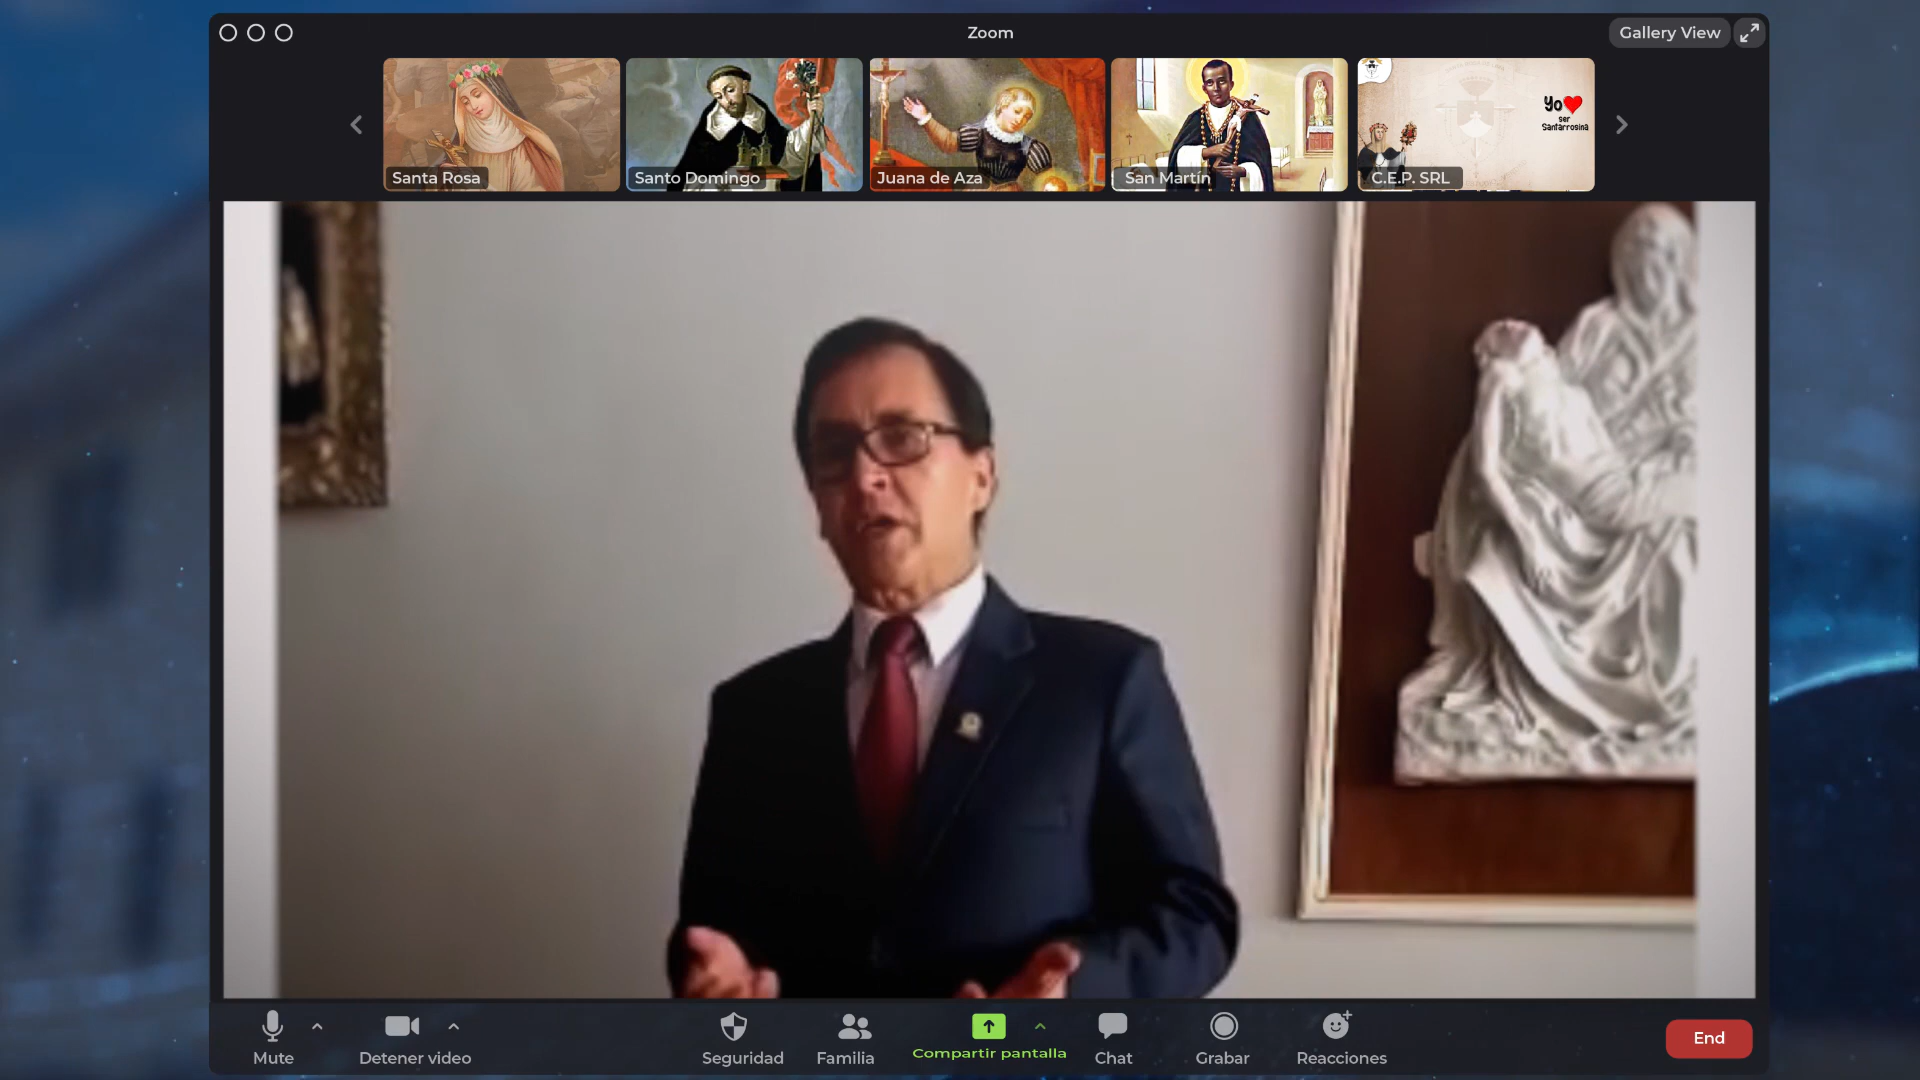 Zoom
Gallery View
Santa Rosa
Santo Domingo
Juana de Aza
San Martín
C.E.P. SRL
Yo
ser
Santarrosina
Mute
Detener video
Seguridad
Familia
Compartir pantalla
Chat
Grabar
Reacciones
End